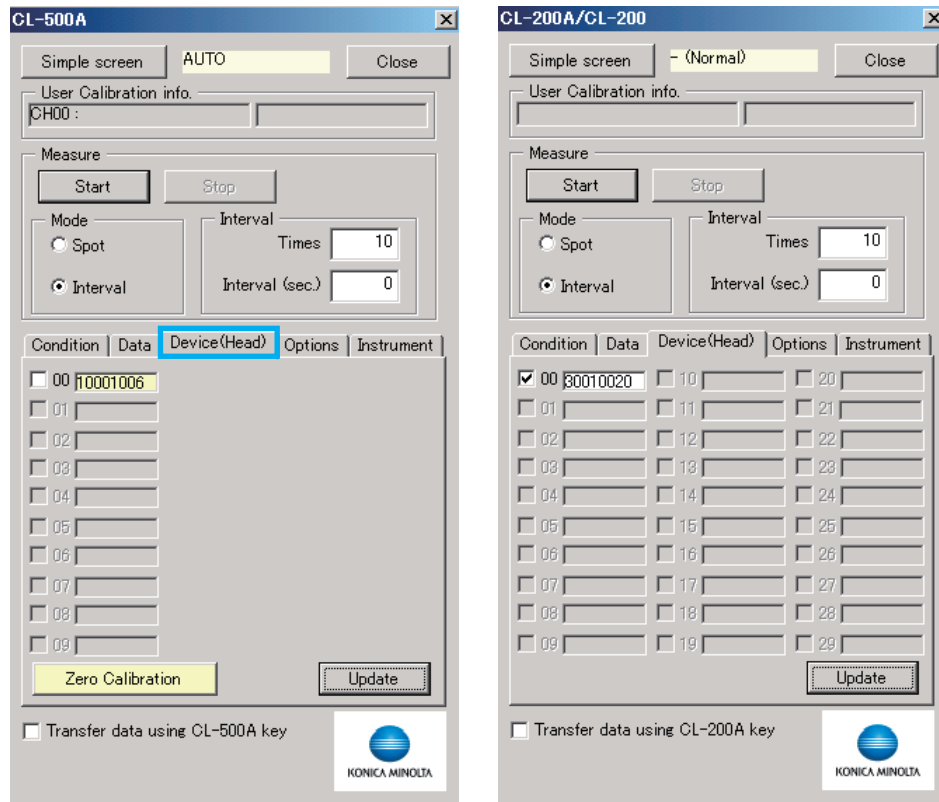 CL-500A
Simple screen AUTO Close
User Calibration info.
CH00 :
Measure
Start Stop
Mode Interval
Spot Times 10
Interval Interval (sec.) 0
Condition Data Device(Head) Options Instrument
00 10001006
01
02
03
04
05
06
07
08
09
Zero Calibration Update
Transfer data using CL-500A key
KONICA MINOLTA
CL-200A/CL-200
Simple screen - (Normal) Close
User Calibration info.
Measure
Start Stop
Mode Interval
Spot Times 10
Interval Interval (sec.) 0
Condition Data Device(Head) Options Instrument
00 30010020 10 20
01 11 21
02 12 22
03 13 23
04 14 24
05 15 25
06 16 26
07 17 27
08 18 28
09 19 29
Update
Transfer data using CL-200A key
KONICA MINOLTA